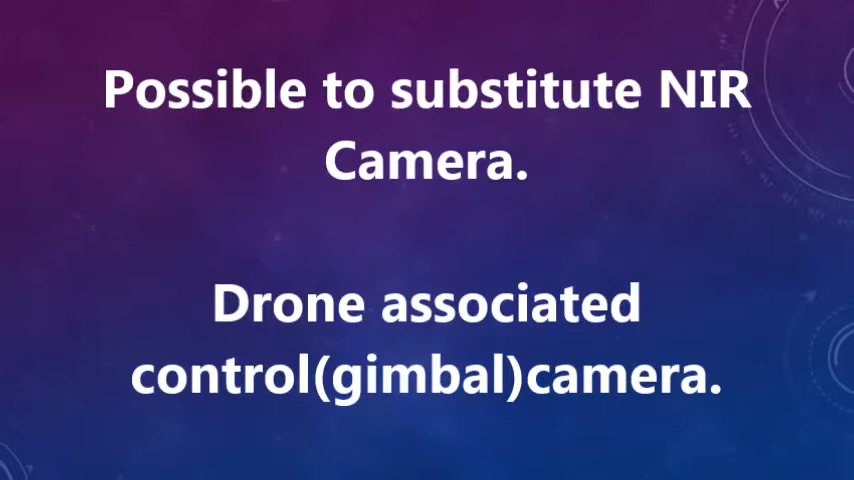 Possible to substitute NIR
Camera.
Drone associated
control(gimbal)camera.